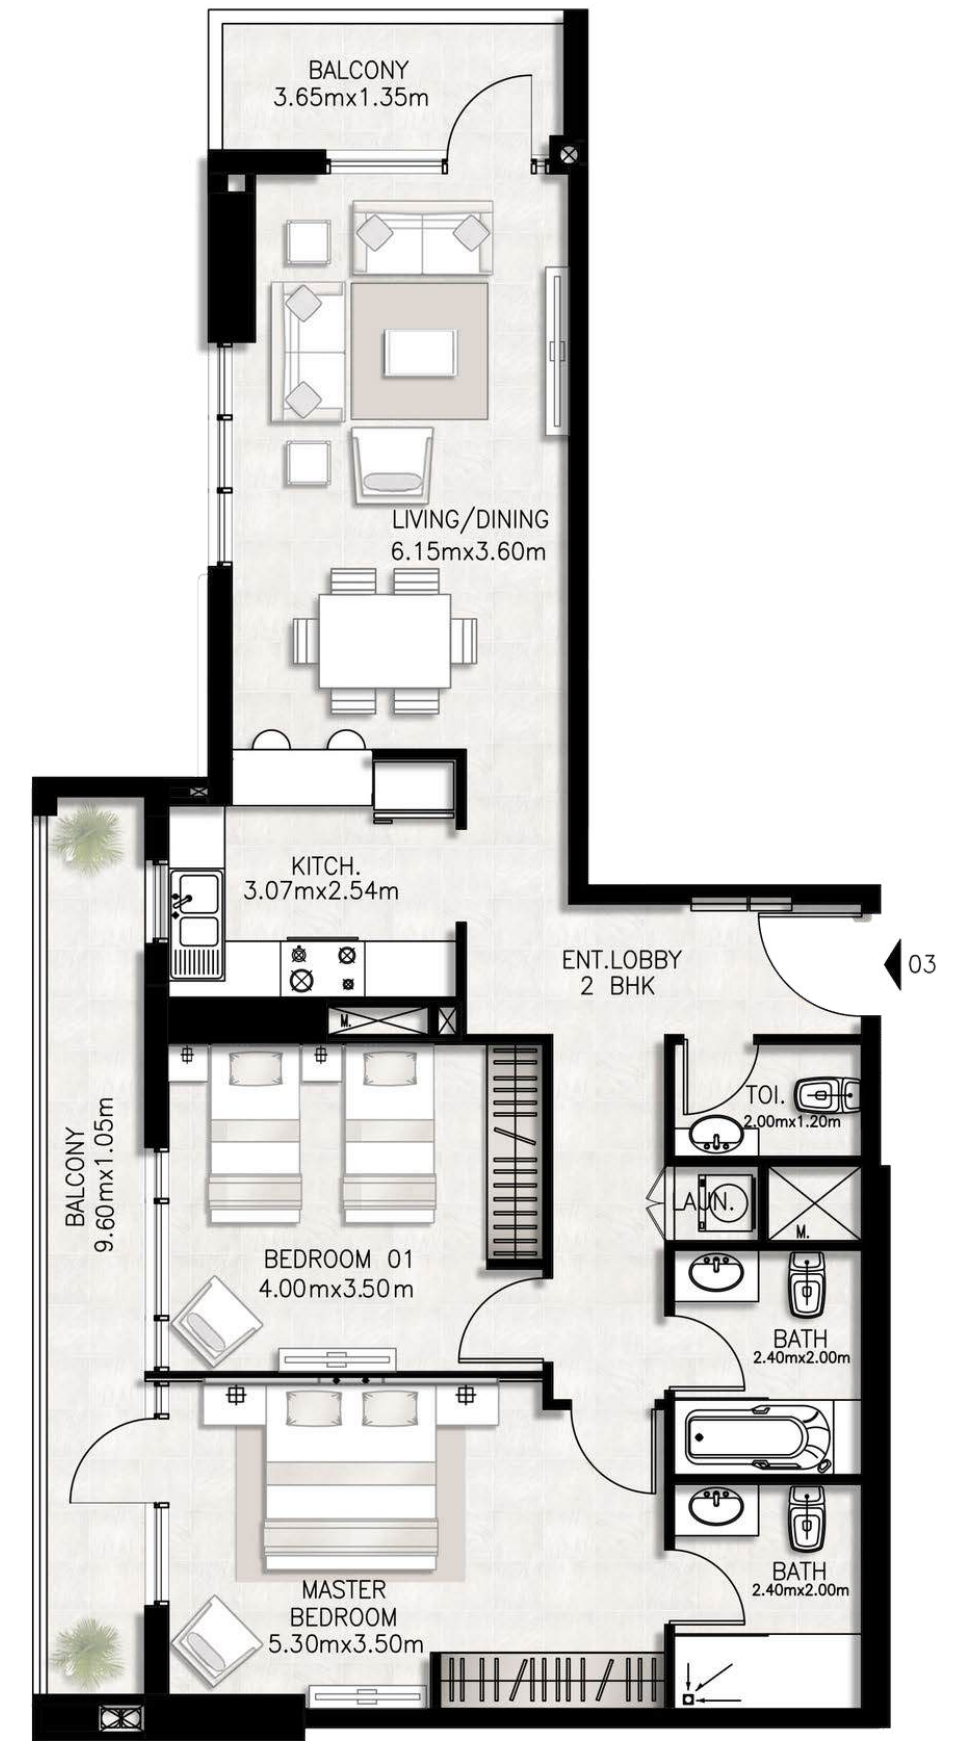 BALCONY
3.65mx1.35m
LIVING/DINING
6.15mx3.60m
KITCH.
3.07mx2.54m
ENT.LOBBY
2 BHK
03
M.
TOI.
2.00mx1.20m
BALCONY
9.60mx1.05m
LAUN.
M.
BEDROOM 01
4.00mx3.50m
BATH
2.40mx2.00m
BATH
2.40mx2.00m
MASTER
BEDROOM
5.30mx3.50m